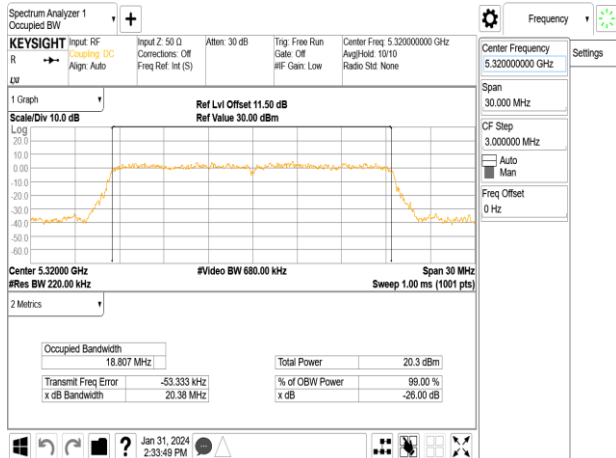 Spectrum Analyzer 1
Occupied BW
Frequency
KEYSIGHT Input: RF Input Z: 50 Ω Atten: 30 dB Trig: Free Run Center Freq: 5.320000000 GHz
R Coupling: DC Corrections: Off Gate: Off Avg|Hold: 10/10
Align: Auto Freq Ref: Int (S) #IF Gain: Low Radio Std: None
LXI
Center Frequency
5.320000000 GHz
Settings
Span
30.000 MHz
CF Step
3.000000 MHz
Auto
Man
Freq Offset
0 Hz
1 Graph
Ref Lvl Offset 11.50 dB
Scale/Div 10.0 dB Ref Value 30.00 dBm
Log
20.0
10.0
0.00
-10.0
-20.0
-30.0
-40.0
-50.0
-60.0
Center 5.32000 GHz #Video BW 680.00 kHz Span 30 MHz
#Res BW 220.00 kHz Sweep 1.00 ms (1001 pts)
2 Metrics
Occupied Bandwidth
18.807 MHz Total Power 20.3 dBm
Transmit Freq Error -53.333 kHz % of OBW Power 99.00 %
x dB Bandwidth 20.38 MHz x dB -26.00 dB
Jan 31, 2024
2:33:49 PM